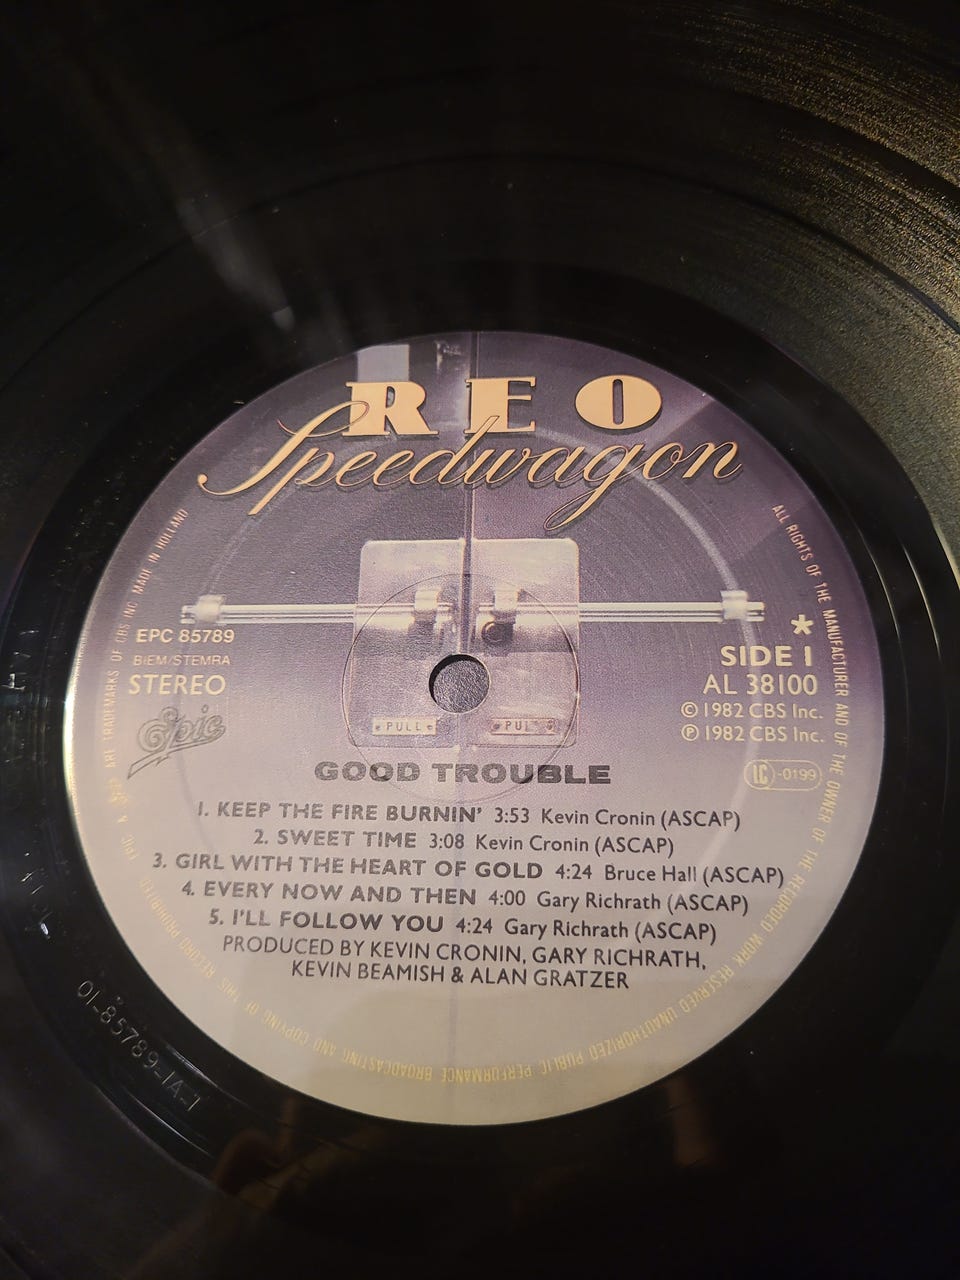 REO
Speedwagon
MADE IN HOLLAND
EPC 85789
BIEM/STEMRA
STEREO
Epic
*
SIDE 1
AL 38100
© 1982 CBS Inc.
℗ 1982 CBS Inc.
LC -0199
PULL
PULL
GOOD TROUBLE
1. KEEP THE FIRE BURNIN' 3:53 Kevin Cronin (ASCAP)
2. SWEET TIME 3:08 Kevin Cronin (ASCAP)
3. GIRL WITH THE HEART OF GOLD 4:24 Bruce Hall (ASCAP)
4. EVERY NOW AND THEN 4:00 Gary Richrath (ASCAP)
5. I'LL FOLLOW YOU 4:24 Gary Richrath (ASCAP)
PRODUCED BY KEVIN CRONIN, GARY RICHRATH,
KEVIN BEAMISH & ALAN GRATZER
ALL RIGHTS OF THE MANUFACTURER AND OF THE OWNER OF THE RECORDED WORK RESERVED UNAUTHORIZED PUBLIC PERFORMANCE BROADCASTING AND COPYING OF THIS RECORD PROHIBITED
ARE TRADEMARKS OF CBS INC
01-85789-1A-1